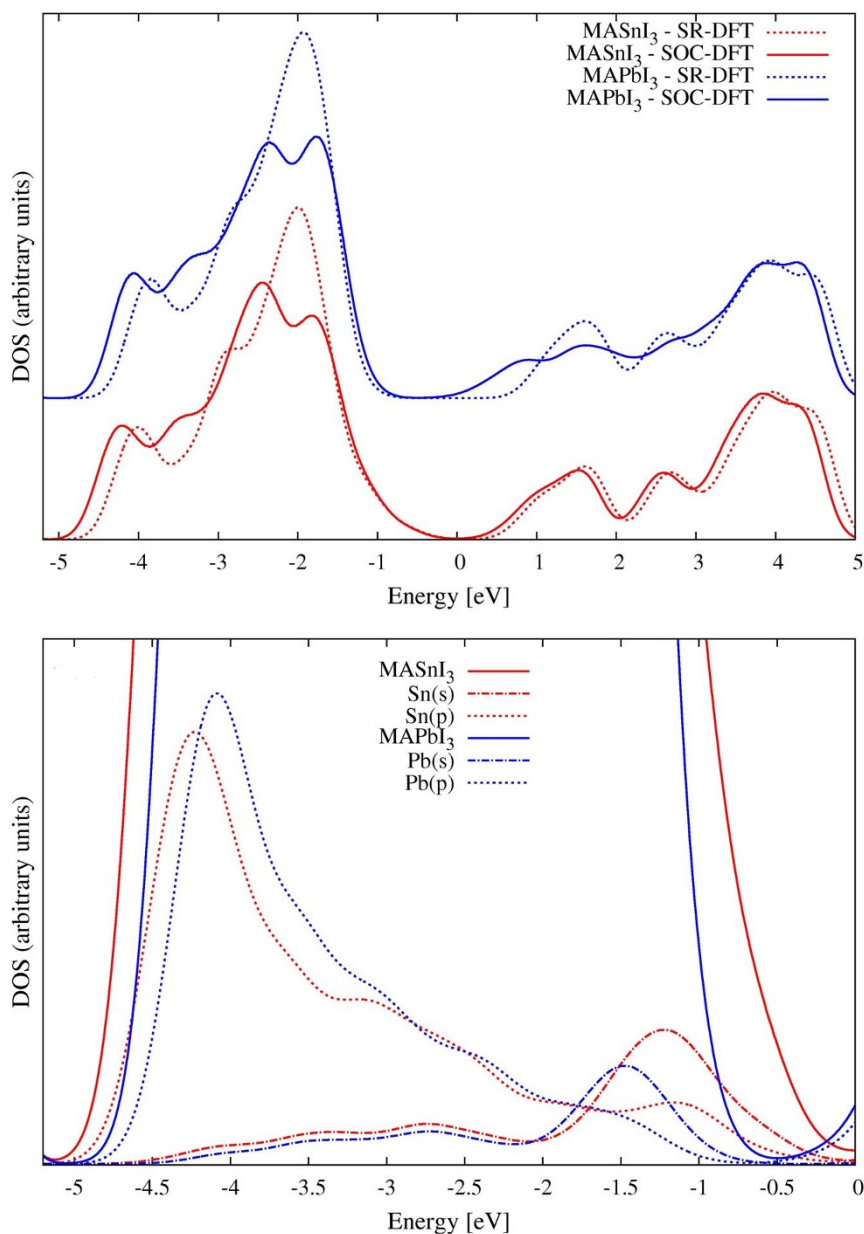 MASnI3 - SR-DFT
MASnI3 - SOC-DFT
MAPbI3 - SR-DFT
MAPbI3 - SOC-DFT
DOS (arbitrary units)
-5 -4 -3 -2 -1 0 1 2 3 4 5
Energy [eV]
MASnI3
Sn(s)
Sn(p)
MAPbI3
Pb(s)
Pb(p)
DOS (arbitrary units)
-5 -4.5 -4 -3.5 -3 -2.5 -2 -1.5 -1 -0.5 0
Energy [eV]